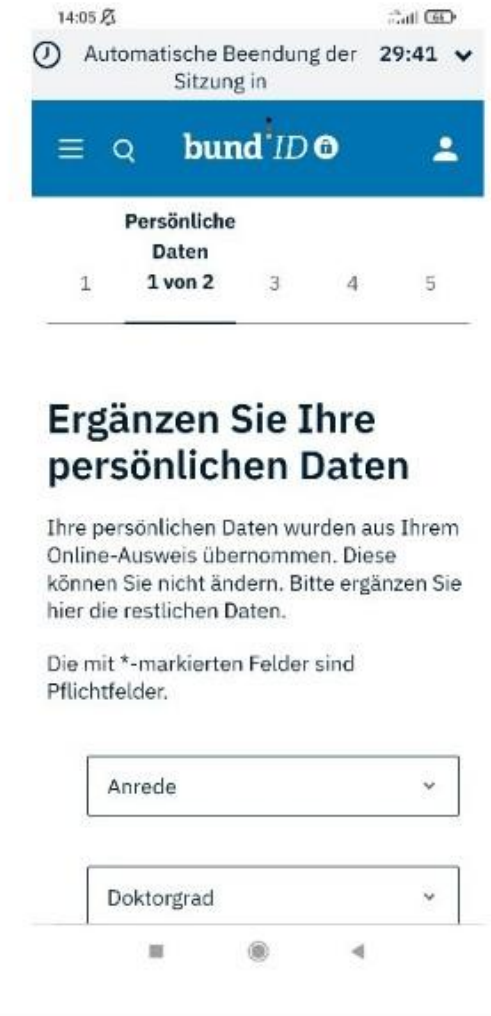 14:05
66
Automatische Beendung der 29:41
Sitzung in
bundID
Persönliche
Daten
1 1 von 2 3 4 5
Ergänzen Sie Ihre
persönlichen Daten
Ihre persönlichen Daten wurden aus Ihrem
Online-Ausweis übernommen. Diese
können Sie nicht ändern. Bitte ergänzen Sie
hier die restlichen Daten.
Die mit *-markierten Felder sind
Pflichtfelder.
Anrede
Doktorgrad